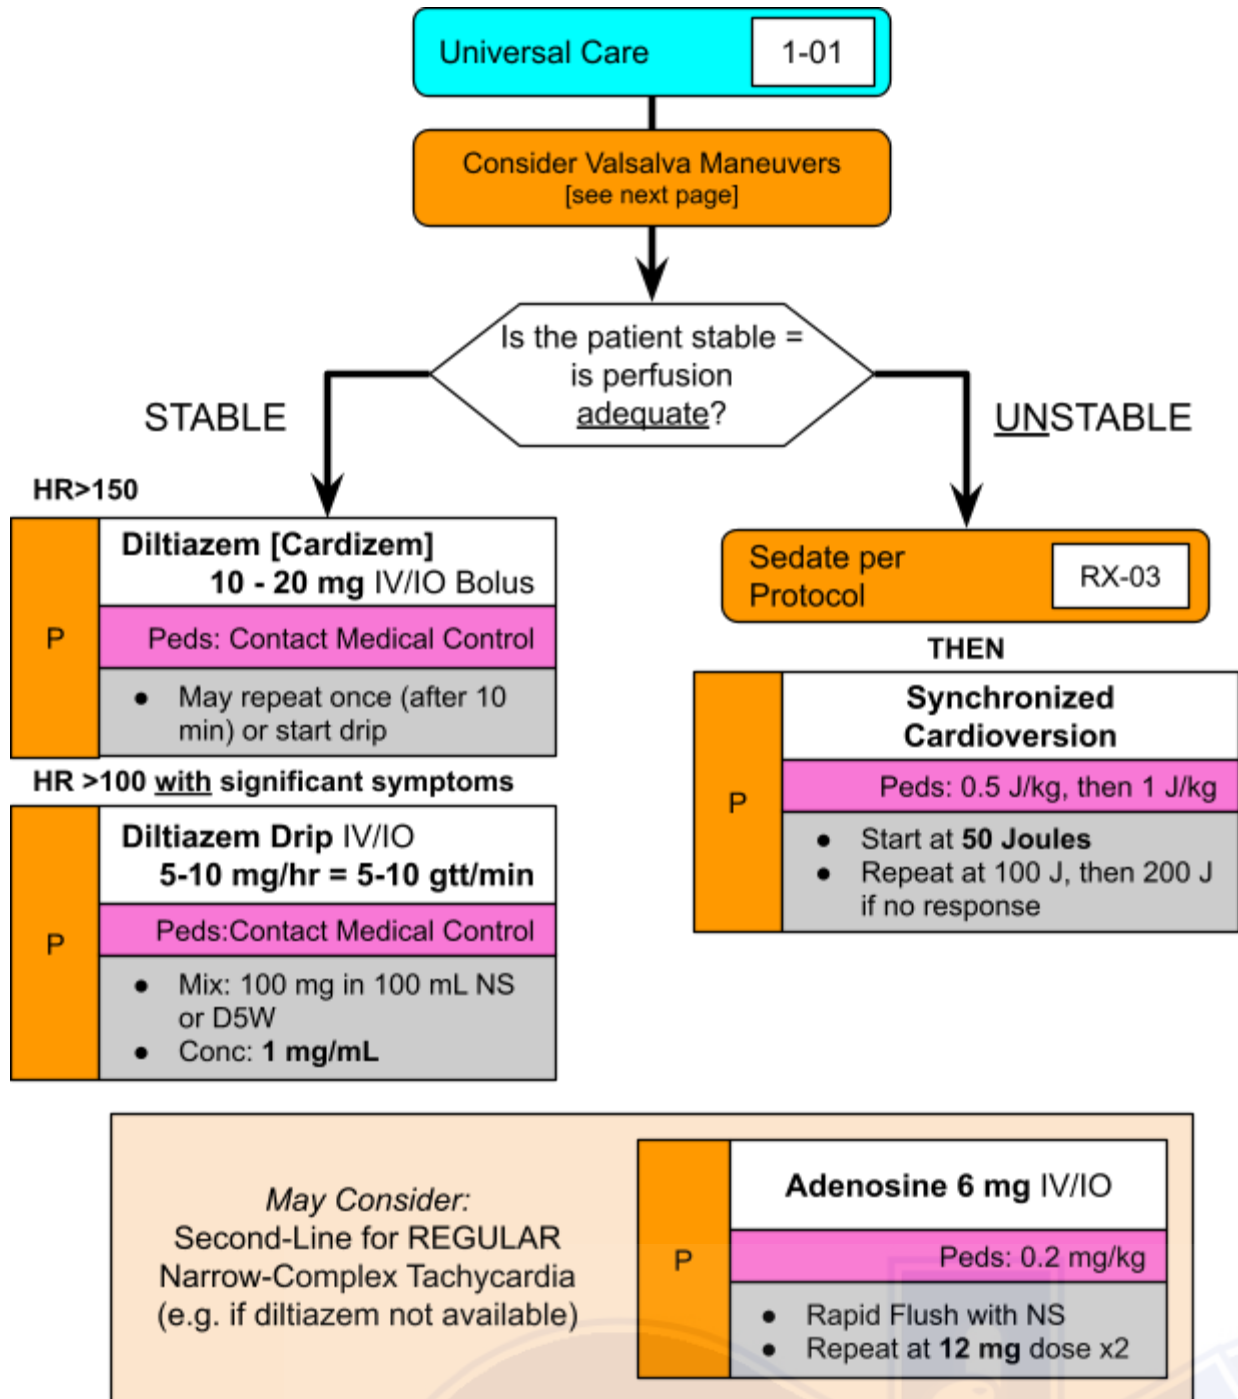 Universal Care
1-01
Consider Valsalva Maneuvers
[see next page]
Is the patient stable =
is perfusion
adequate?
STABLE
UNSTABLE
HR>150
P
Diltiazem [Cardizem]
10 - 20 mg IV/IO Bolus
Peds: Contact Medical Control
● May repeat once (after 10
min) or start drip
HR >100 with significant symptoms
P
Diltiazem Drip IV/IO
5-10 mg/hr = 5-10 gtt/min
Peds:Contact Medical Control
● Mix: 100 mg in 100 mL NS
or D5W
● Conc: 1 mg/mL
Sedate per
Protocol
RX-03
THEN
P
Synchronized
Cardioversion
Peds: 0.5 J/kg, then 1 J/kg
● Start at 50 Joules
● Repeat at 100 J, then 200 J
if no response
May Consider:
Second-Line for REGULAR
Narrow-Complex Tachycardia
(e.g. if diltiazem not available)
P
Adenosine 6 mg IV/IO
Peds: 0.2 mg/kg
● Rapid Flush with NS
● Repeat at 12 mg dose x2